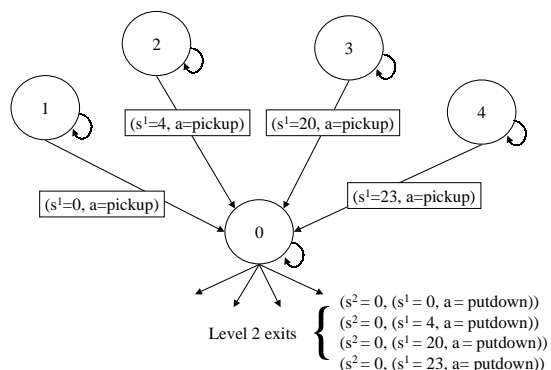 2
3
1
4
(s¹=4, a=pickup)
(s¹=20, a=pickup)
(s¹=0, a=pickup)
(s¹=23, a=pickup)
0
Level 2 exits
(s² = 0, (s¹ = 0, a = putdown))
(s² = 0, (s¹ = 4, a = putdown))
(s² = 0, (s¹ = 20, a = putdown))
(s² = 0, (s¹ = 23, a= putdown))